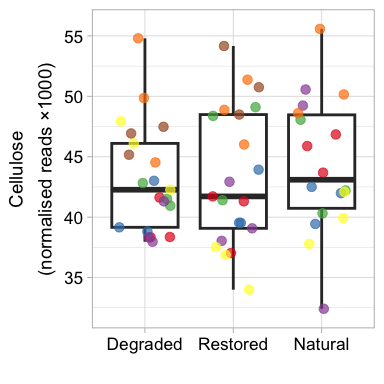 Cellulose
(normalised reads ×1000)
55
50
45
40
35
Degraded Restored Natural